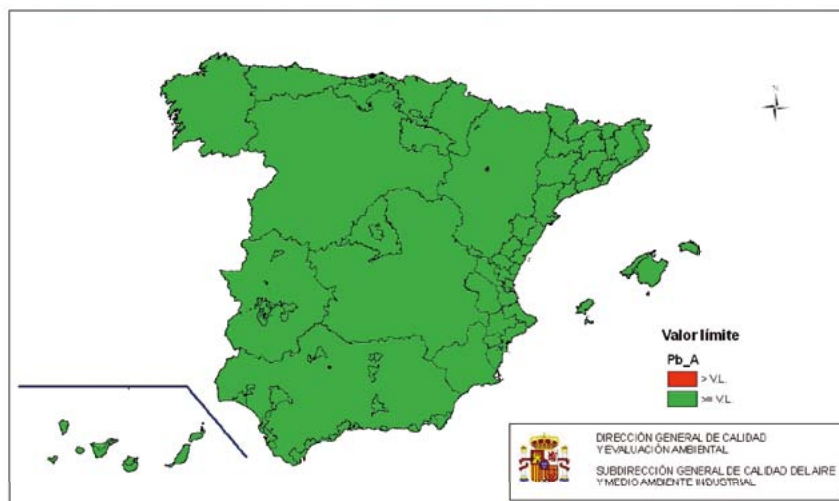 N
Valor límite
Pb_A
> V.L.
>= V.L.
DIRECCIÓN GENERAL DE CALIDAD
Y EVALUACIÓN AMBIENTAL
SUBDIRECCIÓN GENERAL DE CALIDAD DEL AIRE
Y MEDIO AMBIENTE INDUSTRIAL